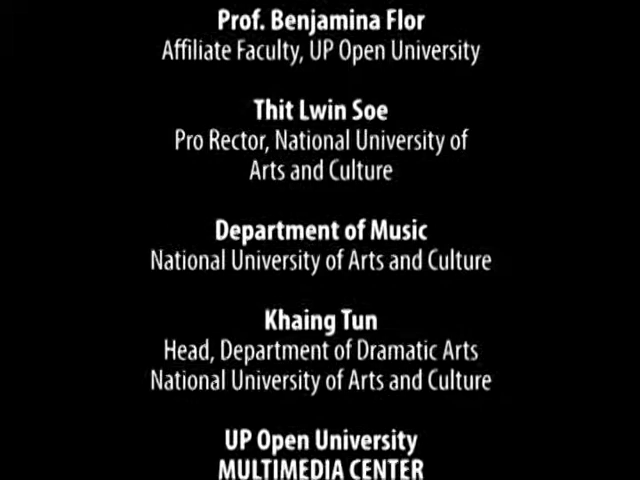 Prof. Benjamina Flor
Affiliate Faculty, UP Open University
Thit Lwin Soe
Pro Rector, National University of
Arts and Culture
Department of Music
National University of Arts and Culture
Khaing Tun
Head, Department of Dramatic Arts
National University of Arts and Culture
UP Open University
MULTIMEDIA CENTER